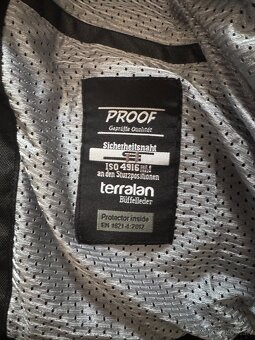 PROOF
Geprüfte Qualität
Sicherheitsnaht
ISO 4916
an den Sturzpositionen
terralan
Büffelleder
Protector inside
EN 1621-1:2012